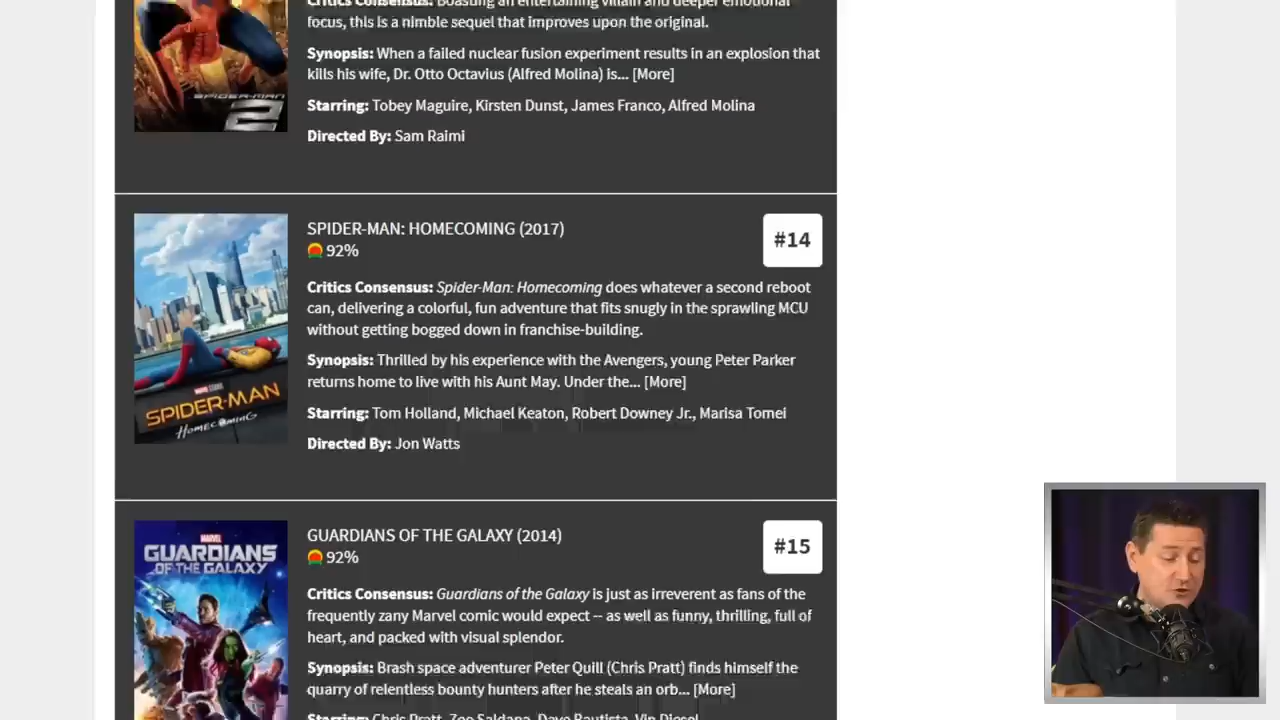 Critics Consensus: Boasting an entertaining villain and deeper emotional
focus, this is a nimble sequel that improves upon the original.
Synopsis: When a failed nuclear fusion experiment results in an explosion that
kills his wife, Dr. Otto Octavius (Alfred Molina) is... [More]
SPIDER-MAN
2
Starring: Tobey Maguire, Kirsten Dunst, James Franco, Alfred Molina
Directed By: Sam Raimi
SPIDER-MAN: HOMECOMING (2017)
#14
92%
Critics Consensus: Spider-Man: Homecoming does whatever a second reboot
can, delivering a colorful, fun adventure that fits snugly in the sprawling MCU
without getting bogged down in franchise-building.
Synopsis: Thrilled by his experience with the Avengers, young Peter Parker
returns home to live with his Aunt May. Under the... [More]
Starring: Tom Holland, Michael Keaton, Robert Downey Jr., Marisa Tomei
Directed By: Jon Watts
MARVEL STUDIOS
SPIDER-MAN
HOMECOMING
GUARDIANS OF THE GALAXY (2014)
#15
92%
MARVEL
GUARDIANS
OF THE GALAXY
Critics Consensus: Guardians of the Galaxy is just as irreverent as fans of the
frequently zany Marvel comic would expect -- as well as funny, thrilling, full of
heart, and packed with visual splendor.
Synopsis: Brash space adventurer Peter Quill (Chris Pratt) finds himself the
quarry of relentless bounty hunters after he steals an orb... [More]
Starring: Chris Pratt, Zoe Saldana, Dave Bautista, Vin Diesel